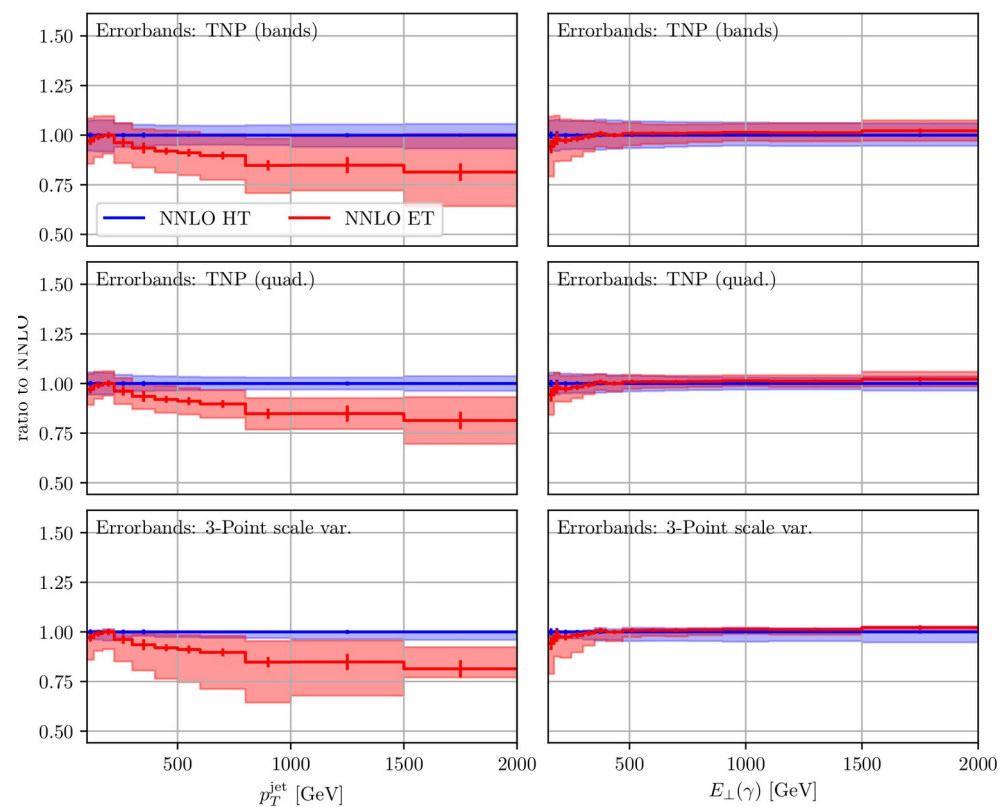 Errorbands: TNP (bands)
Errorbands: TNP (bands)
1.50
1.25
1.00
0.75
0.50
NNLO HT
NNLO ET
Errorbands: TNP (quad.)
Errorbands: TNP (quad.)
1.50
1.25
1.00
0.75
0.50
ratio to NNLO
Errorbands: 3-Point scale var.
Errorbands: 3-Point scale var.
1.50
1.25
1.00
0.75
0.50
500 1000 1500 2000
500 1000 1500 2000
p_T^jet [GeV]
E⊥(γ) [GeV]